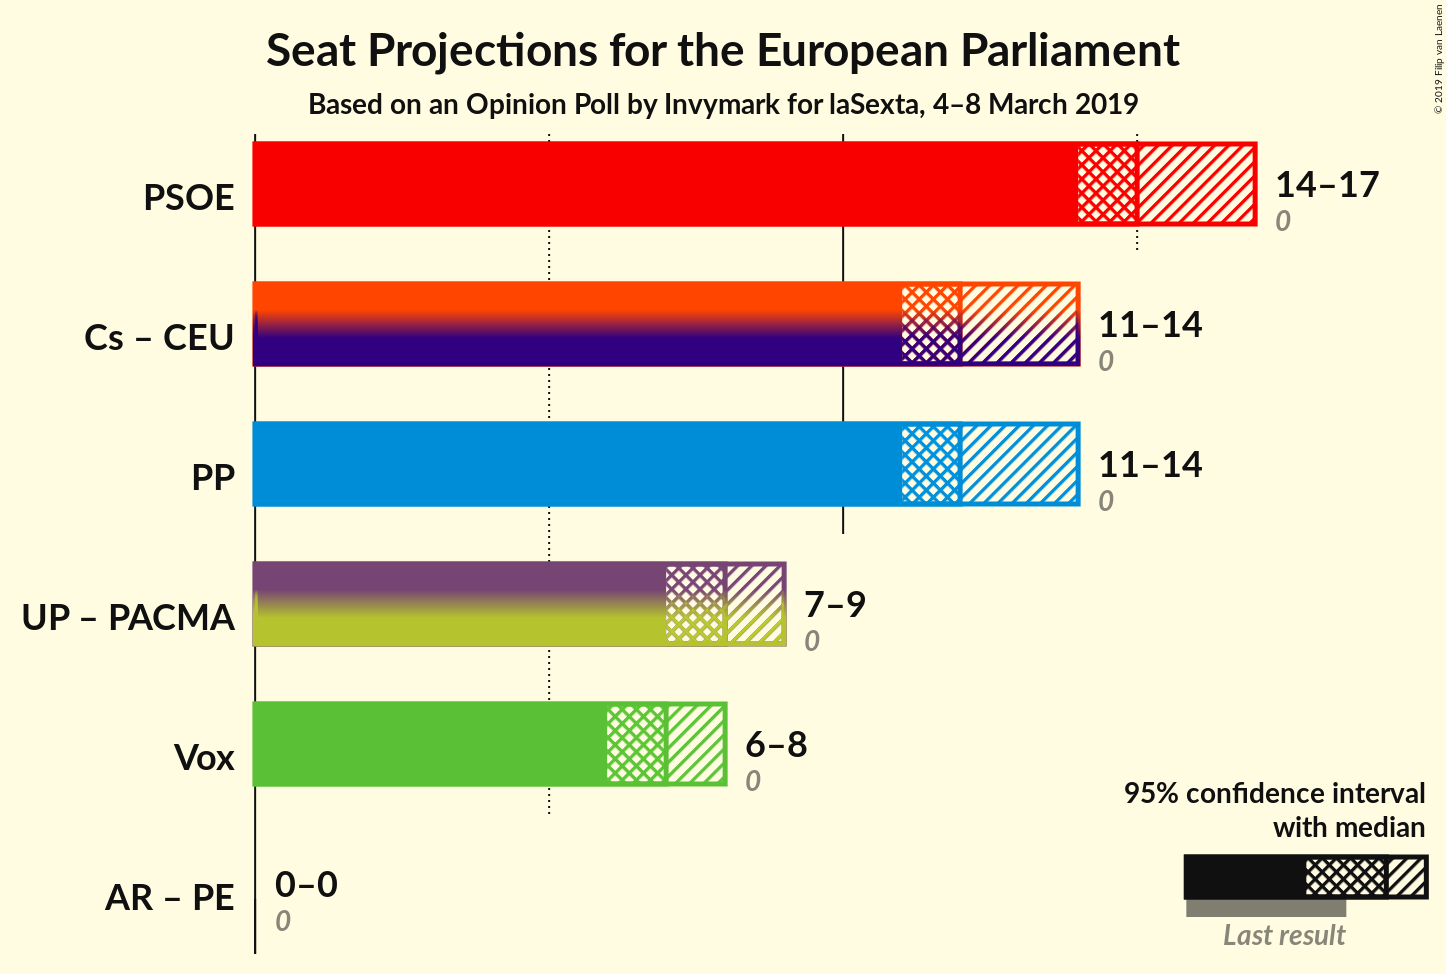 Seat Projections for the European Parliament
Based on an Opinion Poll by Invymark for laSexta, 4–8 March 2019
© 2019 Filip van Laenen
PSOE
14–17
0
Cs – CEU
11–14
0
PP
11–14
0
UP – PACMA
7–9
0
Vox
6–8
0
AR – PE
0–0
0
95% confidence interval
with median
Last result